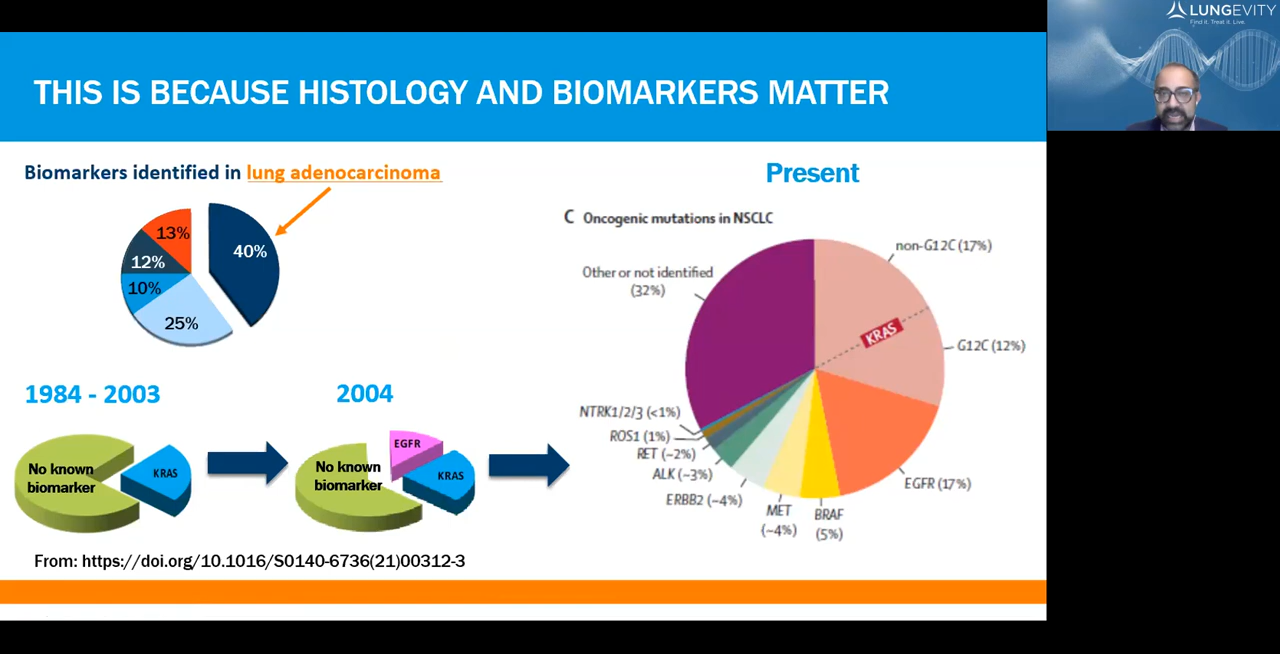 LUNGEVITY
Find it. Treat it. Live.
THIS IS BECAUSE HISTOLOGY AND BIOMARKERS MATTER
Biomarkers identified in lung adenocarcinoma
13%
40%
12%
10%
25%
1984 - 2003
2004
No known
biomarker
KRAS
EGFR
No known
biomarker
KRAS
From: https://doi.org/10.1016/S0140-6736(21)00312-3
Present
C Oncogenic mutations in NSCLC
non-G12C (17%)
Other or not identified
(32%)
KRAS
G12C (12%)
NTRK1/2/3 (<1%)
ROS1 (1%)
RET (~2%)
ALK (~3%)
ERBB2 (~4%)
MET
(~4%)
BRAF
(5%)
EGFR (17%)